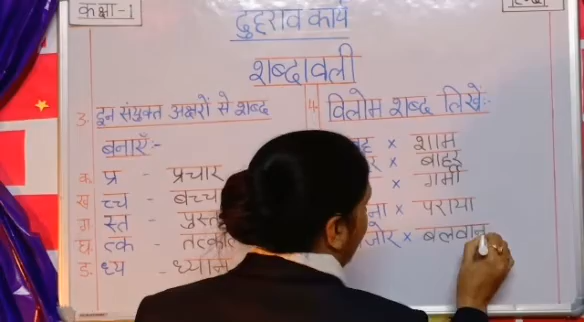 कक्षा-1
हिन्दी
दुहराव कार्य
शब्दावली
3. इन संयुक्त अक्षरों से शब्द
बनाएँ:-
क. प्र - प्रचार
ख. च्च - बच्च
ग. स्त - पुस्त
घ. त्क - तत्काल
ङ. ध्य - ध्यान
4. विलोम शब्द लिखें:-
× शाम
× बाहर
× गर्मी
× पराया
× बलवान